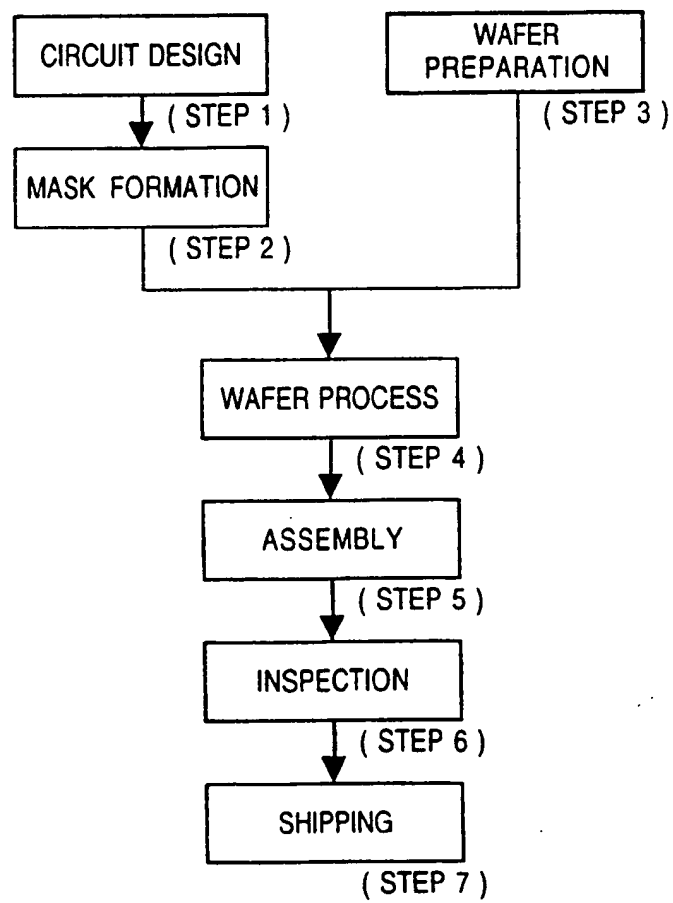 CIRCUIT DESIGN
( STEP 1 )
MASK FORMATION
( STEP 2 )
WAFER
PREPARATION
( STEP 3 )
WAFER PROCESS
( STEP 4 )
ASSEMBLY
( STEP 5 )
INSPECTION
( STEP 6 )
SHIPPING
( STEP 7 )